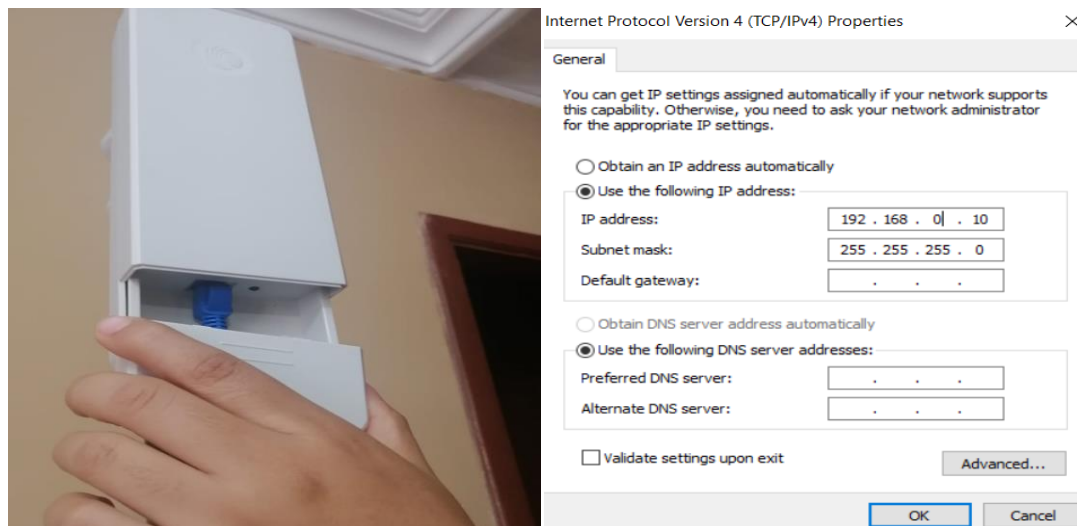 Internet Protocol Version 4 (TCP/IPv4) Properties
General
You can get IP settings assigned automatically if your network supports
this capability. Otherwise, you need to ask your network administrator
for the appropriate IP settings.
Obtain an IP address automatically
Use the following IP address:
IP address: 192 . 168 . 0 . 10
Subnet mask: 255 . 255 . 255 . 0
Default gateway: . . .
Obtain DNS server address automatically
Use the following DNS server addresses:
Preferred DNS server: . . .
Alternate DNS server: . . .
Validate settings upon exit
Advanced...
OK Cancel